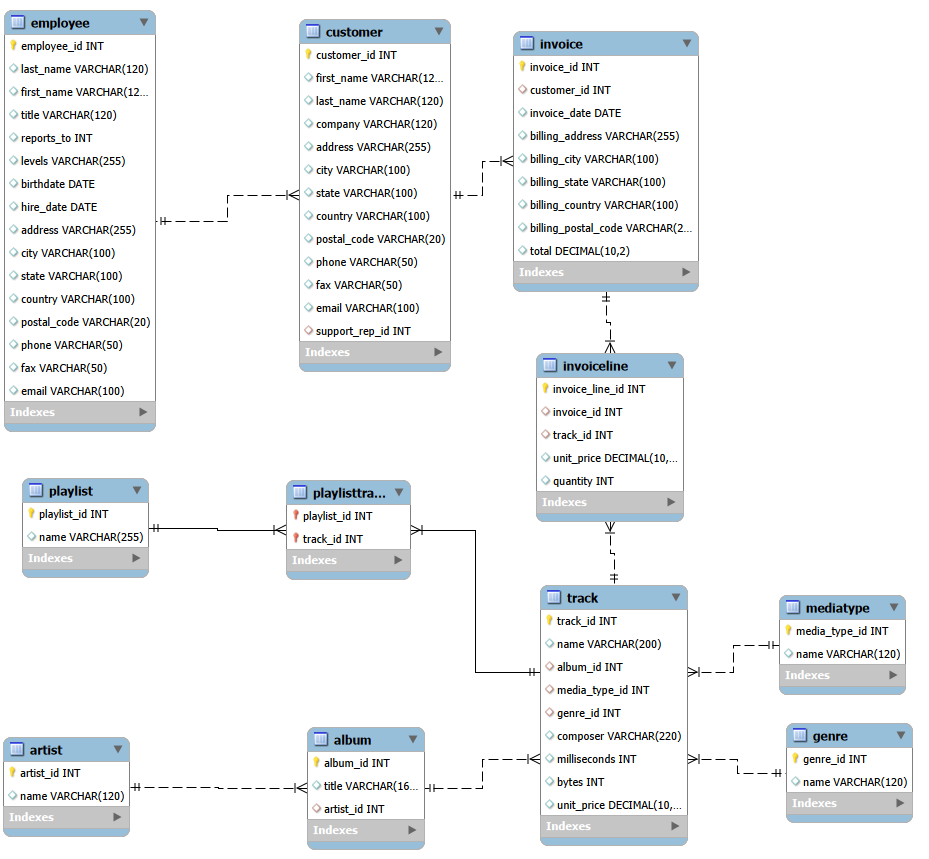 employee
employee_id INT
last_name VARCHAR(120)
first_name VARCHAR(12...
title VARCHAR(120)
reports_to INT
levels VARCHAR(255)
birthdate DATE
hire_date DATE
address VARCHAR(255)
city VARCHAR(100)
state VARCHAR(100)
country VARCHAR(100)
postal_code VARCHAR(20)
phone VARCHAR(50)
fax VARCHAR(50)
email VARCHAR(100)
Indexes
customer
customer_id INT
first_name VARCHAR(12...
last_name VARCHAR(120)
company VARCHAR(120)
address VARCHAR(255)
city VARCHAR(100)
state VARCHAR(100)
country VARCHAR(100)
postal_code VARCHAR(20)
phone VARCHAR(50)
fax VARCHAR(50)
email VARCHAR(100)
support_rep_id INT
Indexes
invoice
invoice_id INT
customer_id INT
invoice_date DATE
billing_address VARCHAR(255)
billing_city VARCHAR(100)
billing_state VARCHAR(100)
billing_country VARCHAR(100)
billing_postal_code VARCHAR(2...
total DECIMAL(10,2)
Indexes
invoiceline
invoice_line_id INT
invoice_id INT
track_id INT
unit_price DECIMAL(10,...
quantity INT
Indexes
playlist
playlist_id INT
name VARCHAR(255)
Indexes
playlisttra...
playlist_id INT
track_id INT
Indexes
track
track_id INT
name VARCHAR(200)
album_id INT
media_type_id INT
genre_id INT
composer VARCHAR(220)
milliseconds INT
bytes INT
unit_price DECIMAL(10,...
Indexes
mediatype
media_type_id INT
name VARCHAR(120)
Indexes
artist
artist_id INT
name VARCHAR(120)
Indexes
album
album_id INT
title VARCHAR(16...
artist_id INT
Indexes
genre
genre_id INT
name VARCHAR(120)
Indexes